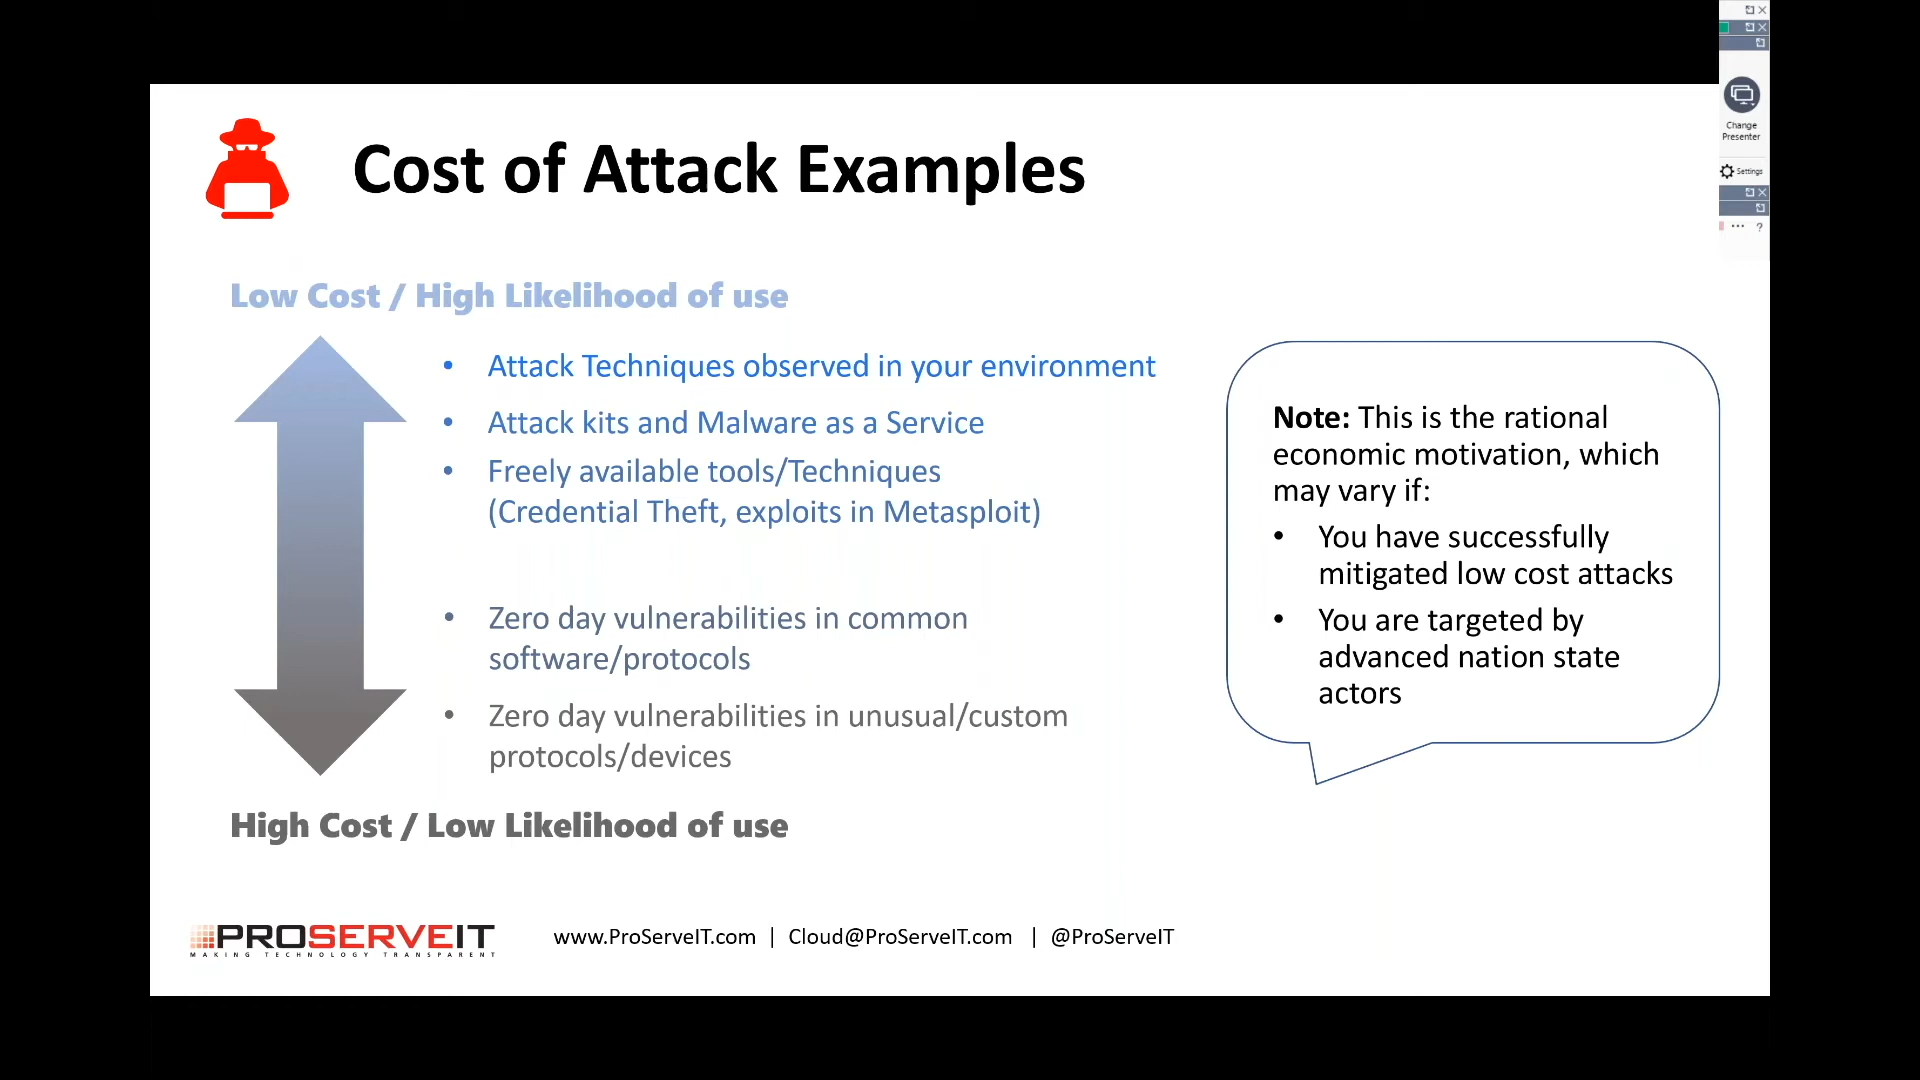 Cost of Attack Examples
Low Cost / High Likelihood of use
• Attack Techniques observed in your environment
• Attack kits and Malware as a Service
• Freely available tools/Techniques
(Credential Theft, exploits in Metasploit)
• Zero day vulnerabilities in common
software/protocols
• Zero day vulnerabilities in unusual/custom
protocols/devices
High Cost / Low Likelihood of use
Note: This is the rational
economic motivation, which
may vary if:
• You have successfully
mitigated low cost attacks
• You are targeted by
advanced nation state
actors
PROSERVEIT
MAKING TECHNOLOGY TRANSPARENT
www.ProServeIT.com | Cloud@ProServeIT.com | @ProServeIT
Change
Presenter
Settings
... ?